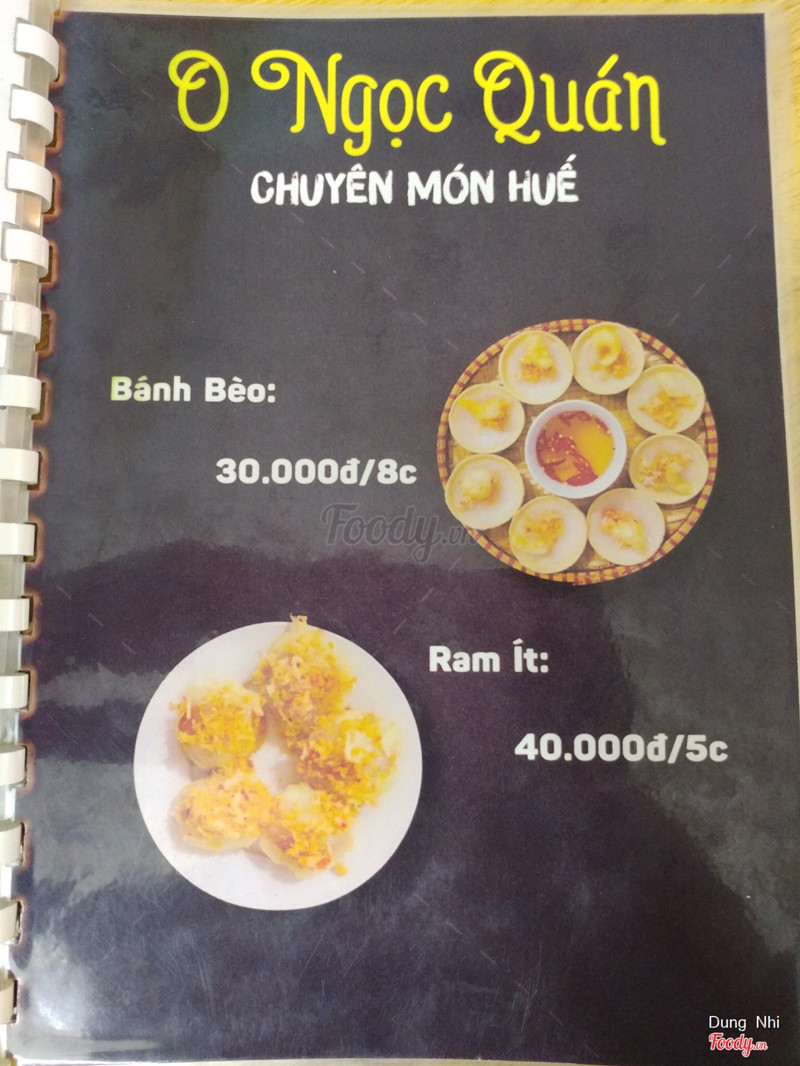 O Ngọc Quán
CHUYÊN MÓN HUẾ
Bánh Bèo:
30.000đ/8c
Foody.vn
Ram Ít:
40.000đ/5c
Dung Nhi
Foody.vn